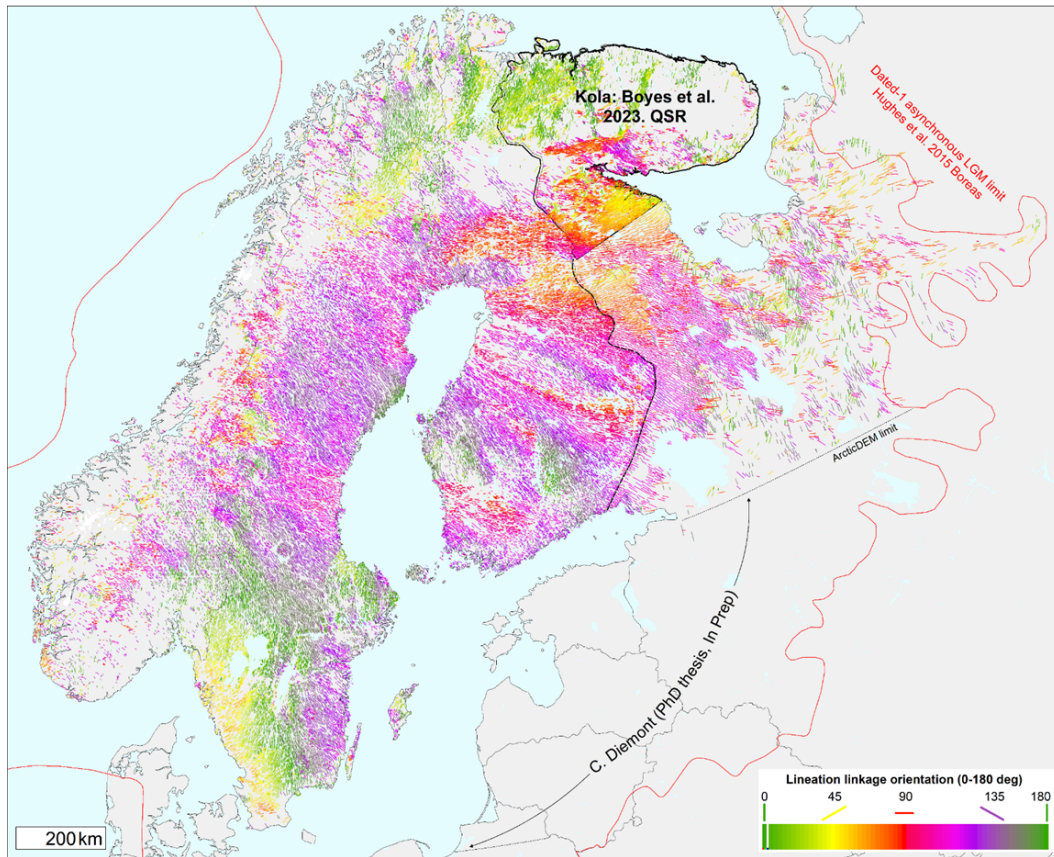 Kola: Boyes et al.
2023. QSR
Dated-1 asynchronous LGM limit
Hughes et al. 2015 Boreas
ArcticDEM limit
C. Diemont (PhD thesis, In Prep)
Lineation linkage orientation (0-180 deg)
0 45 90 135 180
200 km